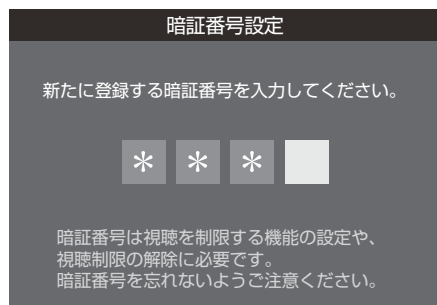 暗証番号設定
新たに登録する暗証番号を入力してください。
＊ ＊ ＊
暗証番号は視聴を制限する機能の設定や、
視聴制限の解除に必要です。
暗証番号を忘れないようご注意ください。